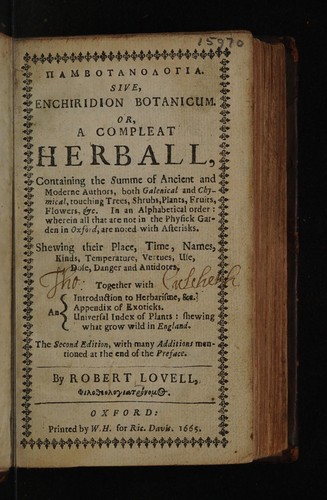 15970
ΠΑΜΒΟΤΑΝΟΛΟΓΙΑ.
SIVE,
ENCHIRIDION BOTANICUM.
OR,
A COMPLEAT
HERBALL,
Containing the Summe of Ancient and
Moderne Authors, both Galenical and Chy-
mical, touching Trees, Shrubs, Plants, Fruits,
Flowers, &c. In an Alphabetical order:
wherein all that are not in the Physick Gar-
den in Oxford, are noted with Asterisks.
Shewing their Place, Time, Names,
Kinds, Temperature, Vertues, Use,
Dose, Danger and Antidotes,
Tho:
Together with
An
Introduction to Herbarisme, &c.
Appendix of Exoticks.
Universal Index of Plants: shewing
what grow wild in England.
The Second Edition, with many Additions men-
tioned at the end of the Preface.
By ROBERT LOVELL,
OXFORD:
Printed by W.H. for Ric. Davis. 1665.